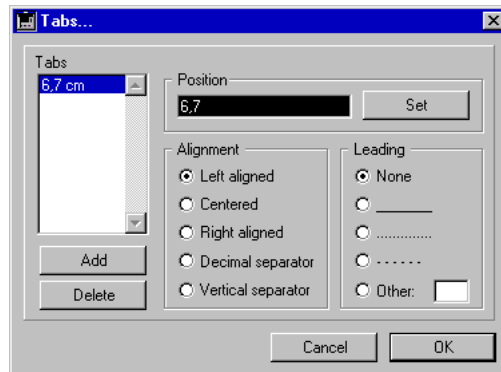 Tabs...
Tabs
6,7 cm
Add
Delete
Position
6,7
Set
Alignment
Left aligned
Centered
Right aligned
Decimal separator
Vertical separator
Leading
None
________
..............
- - - - - -
Other:
Cancel
OK